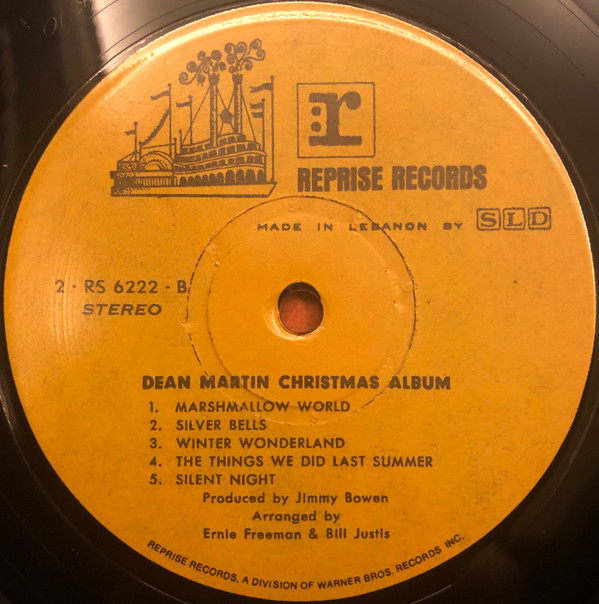 r
REPRISE RECORDS
MADE IN LEBANON BY SLD
2 - RS 6222 - B
STEREO
DEAN MARTIN CHRISTMAS ALBUM
1. MARSHMALLOW WORLD
2. SILVER BELLS
3. WINTER WONDERLAND
4. THE THINGS WE DID LAST SUMMER
5. SILENT NIGHT
Produced by Jimmy Bowen
Arranged by
Ernie Freeman & Bill Justis
REPRISE RECORDS, A DIVISION OF WARNER BROS. RECORDS INC.